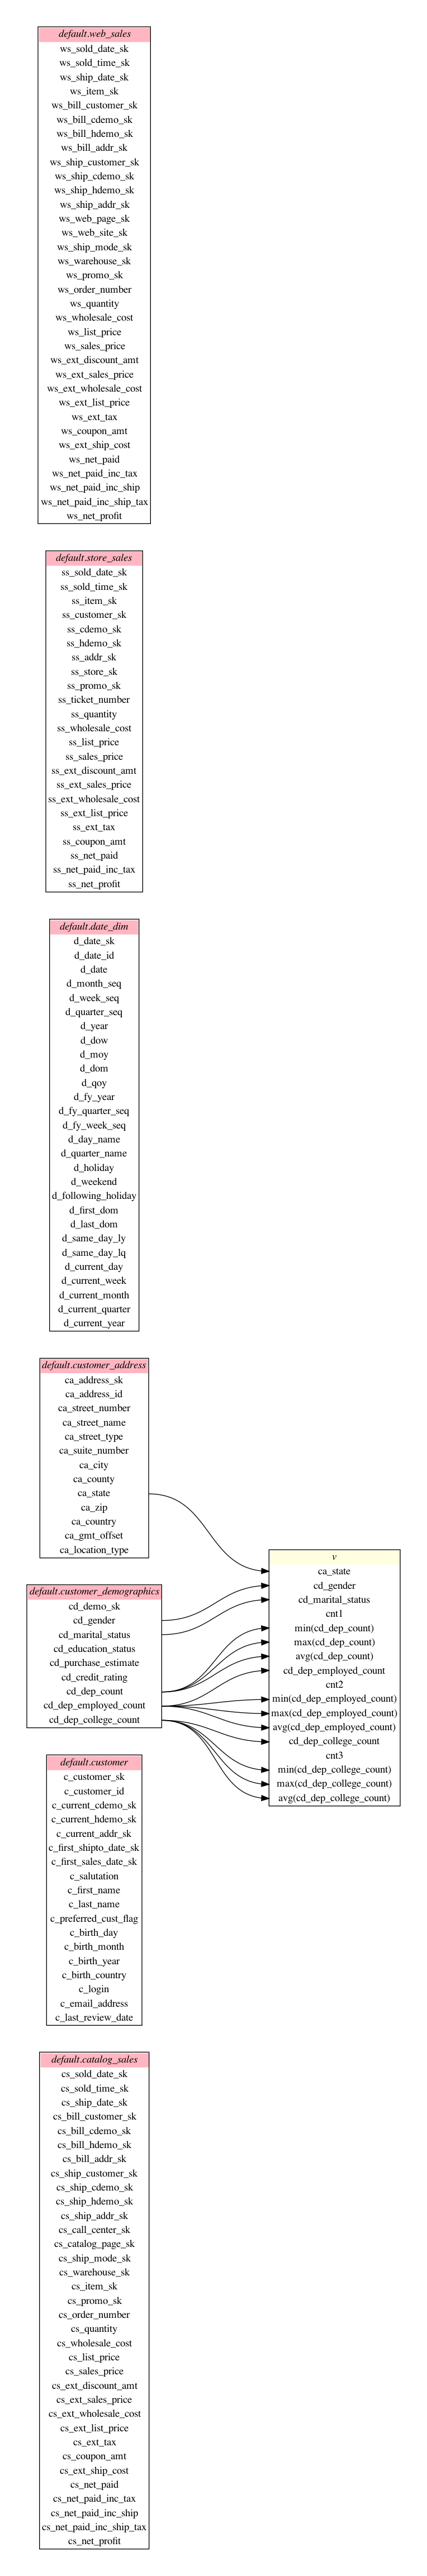 default.web_sales
ws_sold_date_sk
ws_sold_time_sk
ws_ship_date_sk
ws_item_sk
ws_bill_customer_sk
ws_bill_cdemo_sk
ws_bill_hdemo_sk
ws_bill_addr_sk
ws_ship_customer_sk
ws_ship_cdemo_sk
ws_ship_hdemo_sk
ws_ship_addr_sk
ws_web_page_sk
ws_web_site_sk
ws_ship_mode_sk
ws_warehouse_sk
ws_promo_sk
ws_order_number
ws_quantity
ws_wholesale_cost
ws_list_price
ws_sales_price
ws_ext_discount_amt
ws_ext_sales_price
ws_ext_wholesale_cost
ws_ext_list_price
ws_ext_tax
ws_coupon_amt
ws_ext_ship_cost
ws_net_paid
ws_net_paid_inc_tax
ws_net_paid_inc_ship
ws_net_paid_inc_ship_tax
ws_net_profit
default.store_sales
ss_sold_date_sk
ss_sold_time_sk
ss_item_sk
ss_customer_sk
ss_cdemo_sk
ss_hdemo_sk
ss_addr_sk
ss_store_sk
ss_promo_sk
ss_ticket_number
ss_quantity
ss_wholesale_cost
ss_list_price
ss_sales_price
ss_ext_discount_amt
ss_ext_sales_price
ss_ext_wholesale_cost
ss_ext_list_price
ss_ext_tax
ss_coupon_amt
ss_net_paid
ss_net_paid_inc_tax
ss_net_profit
default.date_dim
d_date_sk
d_date_id
d_date
d_month_seq
d_week_seq
d_quarter_seq
d_year
d_dow
d_moy
d_dom
d_qoy
d_fy_year
d_fy_quarter_seq
d_fy_week_seq
d_day_name
d_quarter_name
d_holiday
d_weekend
d_following_holiday
d_first_dom
d_last_dom
d_same_day_ly
d_same_day_lq
d_current_day
d_current_week
d_current_month
d_current_quarter
d_current_year
default.customer_address
ca_address_sk
ca_address_id
ca_street_number
ca_street_name
ca_street_type
ca_suite_number
ca_city
ca_county
ca_state
ca_zip
ca_country
ca_gmt_offset
ca_location_type
default.customer_demographics
cd_demo_sk
cd_gender
cd_marital_status
cd_education_status
cd_purchase_estimate
cd_credit_rating
cd_dep_count
cd_dep_employed_count
cd_dep_college_count
v
ca_state
cd_gender
cd_marital_status
cnt1
min(cd_dep_count)
max(cd_dep_count)
avg(cd_dep_count)
cd_dep_employed_count
cnt2
min(cd_dep_employed_count)
max(cd_dep_employed_count)
avg(cd_dep_employed_count)
cd_dep_college_count
cnt3
min(cd_dep_college_count)
max(cd_dep_college_count)
avg(cd_dep_college_count)
default.customer
c_customer_sk
c_customer_id
c_current_cdemo_sk
c_current_hdemo_sk
c_current_addr_sk
c_first_shipto_date_sk
c_first_sales_date_sk
c_salutation
c_first_name
c_last_name
c_preferred_cust_flag
c_birth_day
c_birth_month
c_birth_year
c_birth_country
c_login
c_email_address
c_last_review_date
default.catalog_sales
cs_sold_date_sk
cs_sold_time_sk
cs_ship_date_sk
cs_bill_customer_sk
cs_bill_cdemo_sk
cs_bill_hdemo_sk
cs_bill_addr_sk
cs_ship_customer_sk
cs_ship_cdemo_sk
cs_ship_hdemo_sk
cs_ship_addr_sk
cs_call_center_sk
cs_catalog_page_sk
cs_ship_mode_sk
cs_warehouse_sk
cs_item_sk
cs_promo_sk
cs_order_number
cs_quantity
cs_wholesale_cost
cs_list_price
cs_sales_price
cs_ext_discount_amt
cs_ext_sales_price
cs_ext_wholesale_cost
cs_ext_list_price
cs_ext_tax
cs_coupon_amt
cs_ext_ship_cost
cs_net_paid
cs_net_paid_inc_tax
cs_net_paid_inc_ship
cs_net_paid_inc_ship_tax
cs_net_profit